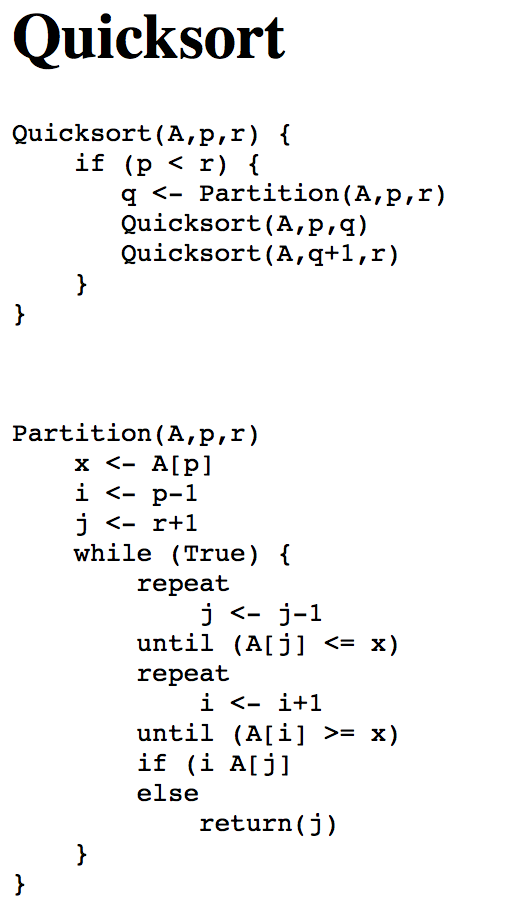 Quicksort
Quicksort(A,p,r) {
    if (p < r) {
       q <- Partition(A,p,r)
       Quicksort(A,p,q)
       Quicksort(A,q+1,r)
    }
}
Partition(A,p,r)
    x <- A[p]
    i <- p-1
    j <- r+1
    while (True) {
        repeat
            j <- j-1
        until (A[j] <= x)
        repeat
            i <- i+1
        until (A[i] >= x)
        if (i A[j]
        else
            return(j)
    }
}